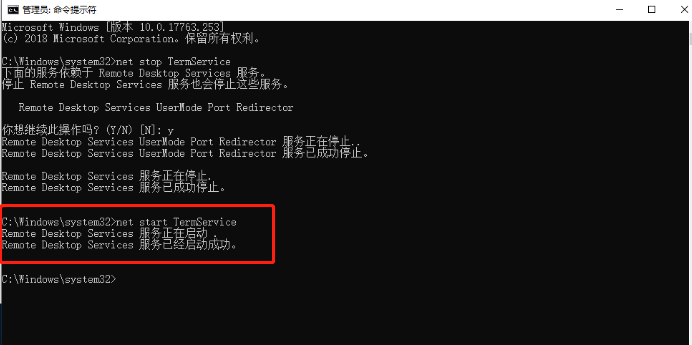 管理员: 命令提示符
Microsoft Windows [版本 10.0.17763.253]
(c) 2018 Microsoft Corporation。保留所有权利。
C:\Windows\system32>net stop TermService
下面的服务依赖于 Remote Desktop Services 服务。
停止 Remote Desktop Services 服务也会停止这些服务。
Remote Desktop Services UserMode Port Redirector
你想继续此操作吗? (Y/N) [N]: y
Remote Desktop Services UserMode Port Redirector 服务正在停止..
Remote Desktop Services UserMode Port Redirector 服务已成功停止。
Remote Desktop Services 服务正在停止.
Remote Desktop Services 服务已成功停止。
C:\Windows\system32>net start TermService
Remote Desktop Services 服务正在启动 .
Remote Desktop Services 服务已经启动成功。
C:\Windows\system32>